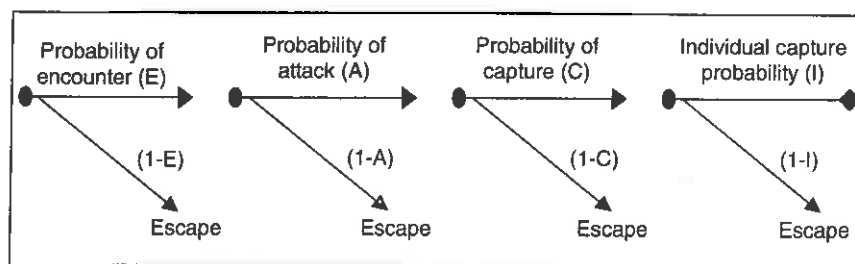 Probability of
encounter (E)
Probability of
attack (A)
Probability of
capture (C)
Individual capture
probability (I)
(1-E)
(1-A)
(1-C)
(1-I)
Escape
Escape
Escape
Escape